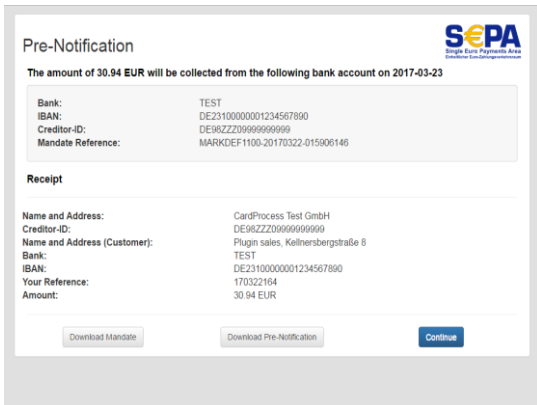 Pre-Notification
SEPA
Single Euro Payments Area
Einheitlicher Euro-Zahlungsverkehrsraum
The amount of 30.94 EUR will be collected from the following bank account on 2017-03-23
Bank: TEST
IBAN: DE23100000001234567890
Creditor-ID: DE98ZZZ09999999999
Mandate Reference: MARKDEF1100-20170322-015906146
Receipt
Name and Address: CardProcess Test GmbH
Creditor-ID: DE98ZZZ09999999999
Name and Address (Customer): Plugin sales, Kellnersbergstraße 8
Bank: TEST
IBAN: DE23100000001234567890
Your Reference: 170322164
Amount: 30.94 EUR
Download Mandate Download Pre-Notification Continue